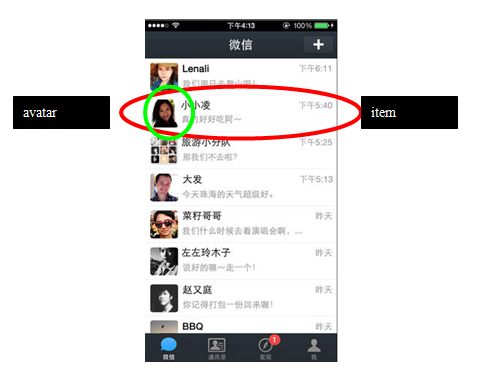 下午4:13
100%
微信
Lenali
下午6:11
我们周日去爬山吧!
avatar
小小凌
下午5:40
item
真的好好吃阿～
旅游小分队
下午5:25
那我们不去啦?
大发
下午5:13
今天珠海的天气超级好。
菜籽哥哥
昨天
我们什么时候去看演唱会啊，...
左左玲木子
昨天
说好的喔～走一个!
赵又庭
昨天
你记得打包一份回来喔!
BBQ
昨天
1
微信
通讯录
发现
我